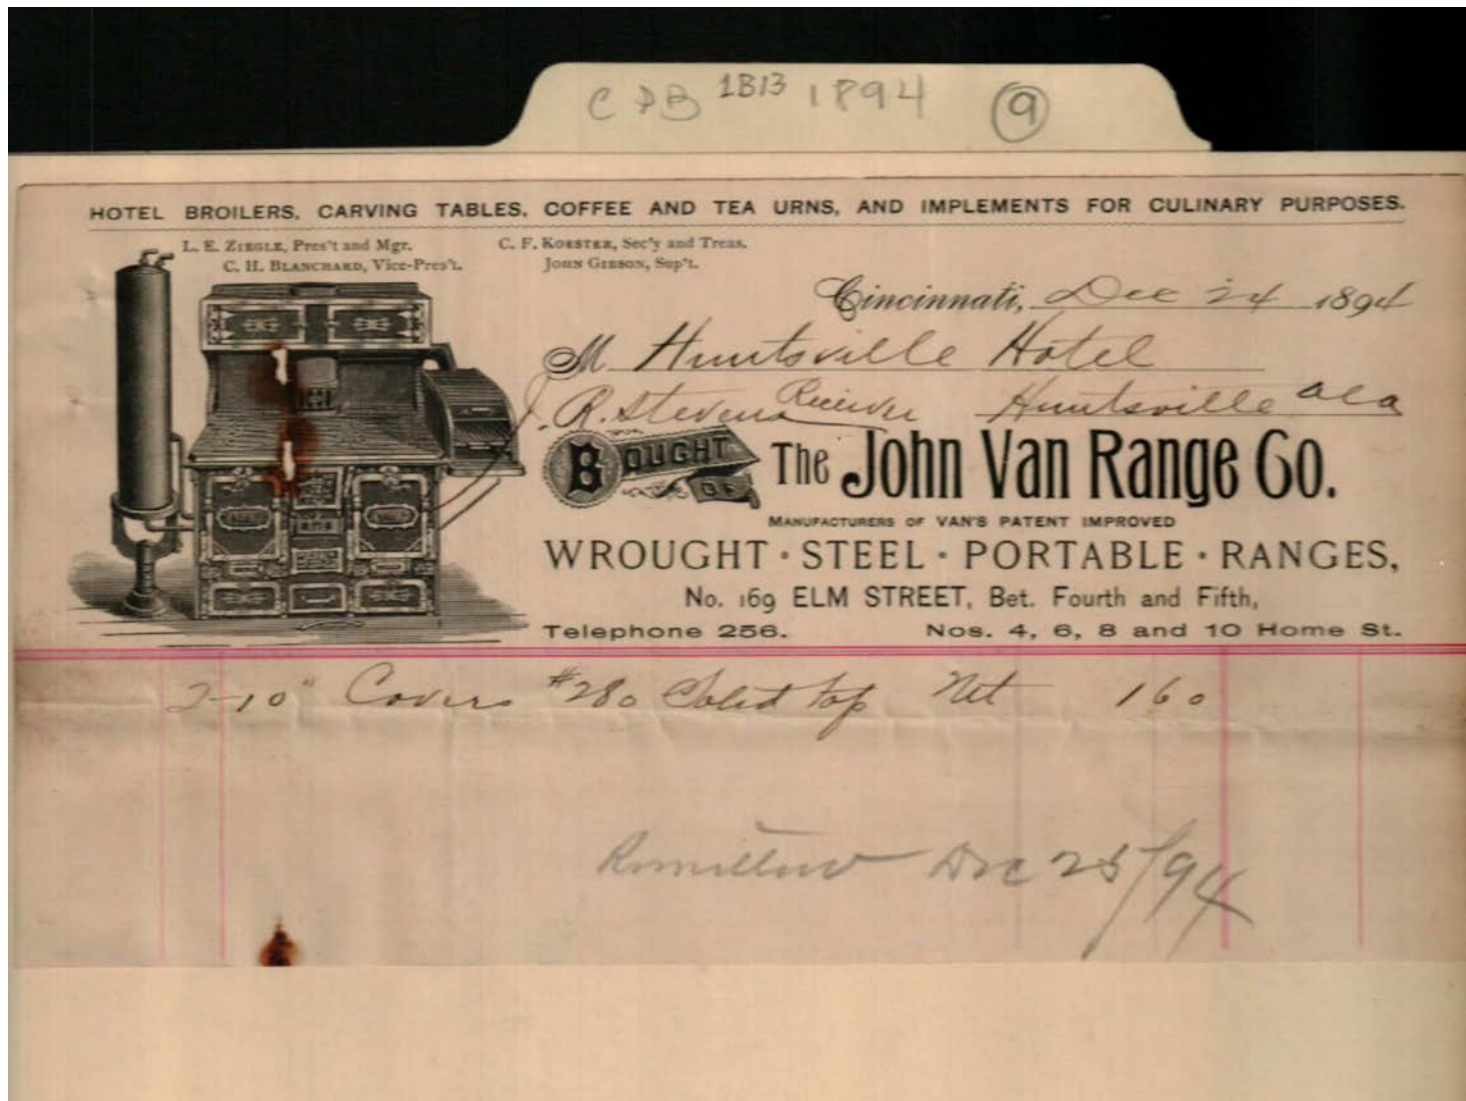 C D B 1B13 1894 9
HOTEL BROILERS, CARVING TABLES, COFFEE AND TEA URNS, AND IMPLEMENTS FOR CULINARY PURPOSES.
L. E. ZIEGLE, Pres't and Mgr. C. F. KOESTER, Sec'y and Treas.
C. H. BLANCHARD, Vice-Pres't. JOHN GIBSON, Sup't.
Cincinnati, Dec 24 1894
M Huntsville Hotel
J. R. Stevens Receiver Huntsville Ala
BOUGHT OF The John Van Range Co.
MANUFACTURERS OF VAN'S PATENT IMPROVED
WROUGHT · STEEL · PORTABLE · RANGES,
No. 169 ELM STREET, Bet. Fourth and Fifth,
Telephone 256. Nos. 4, 6, 8 and 10 Home St.
2-10" Covers #280 Solid top Net 160
Remitted Dec 28/94